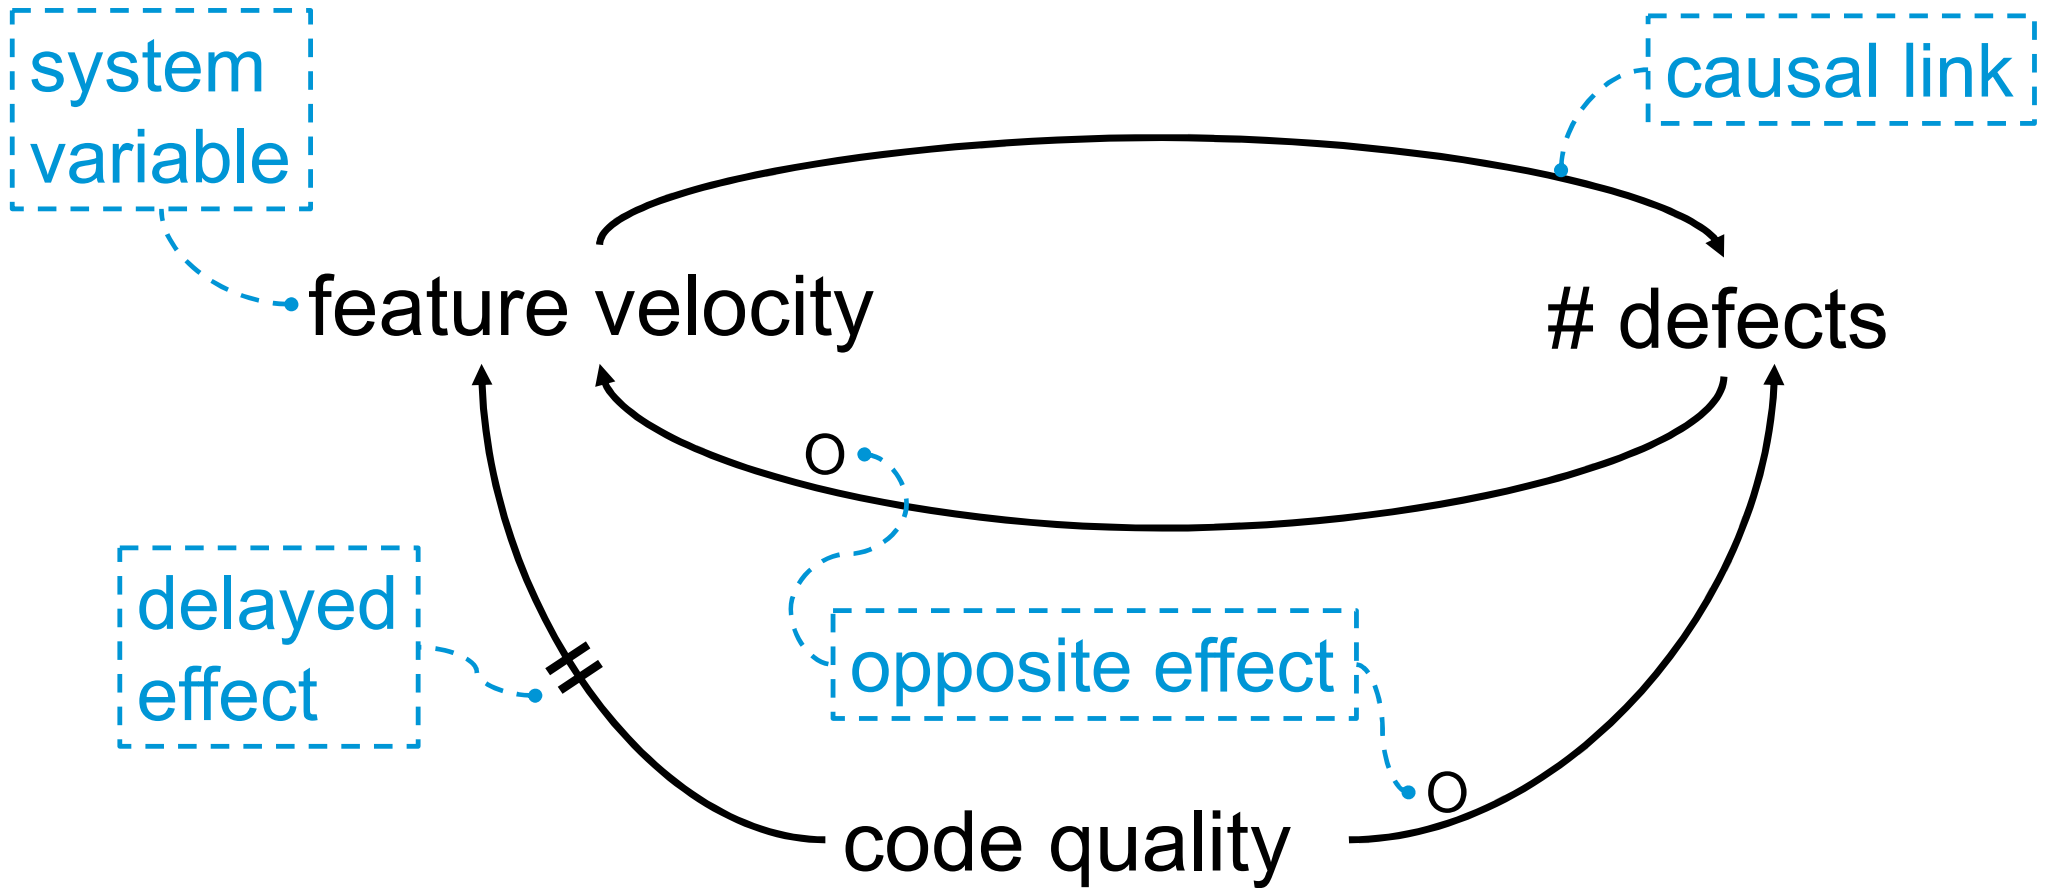 system
variable
causal link
feature velocity
# defects
O
delayed
effect
opposite effect
O
code quality